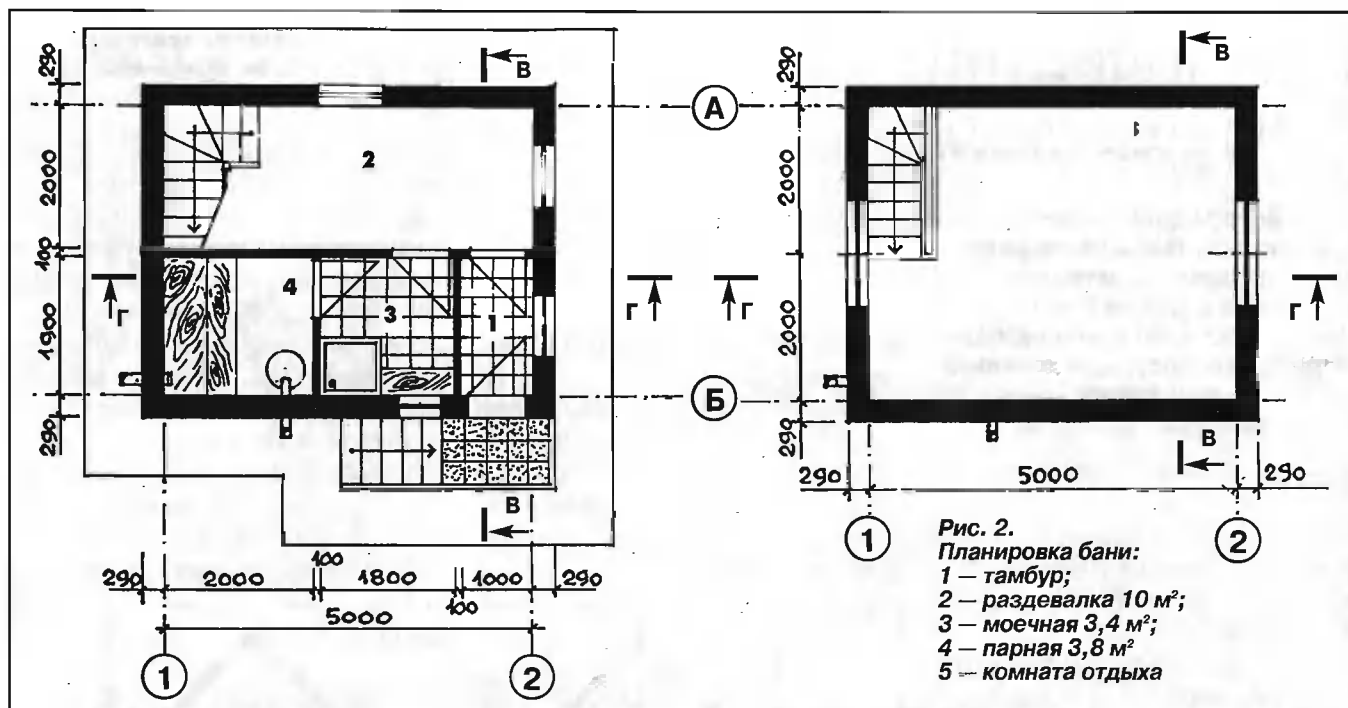 В
В
290
290
А
2
2000
2000
100
4
3
1
Г
Г
Г
Г
1900
2000
Б
290
290
В
В
290
5000
290
100
290
2000
1800
1000
290
100
5000
1
2
1
2
Рис. 2.
Планировка бани:
1 – тамбур;
2 – раздевалка 10 м²;
3 – моечная 3,4 м²;
4 – парная 3,8 м²
5 – комната отдыха